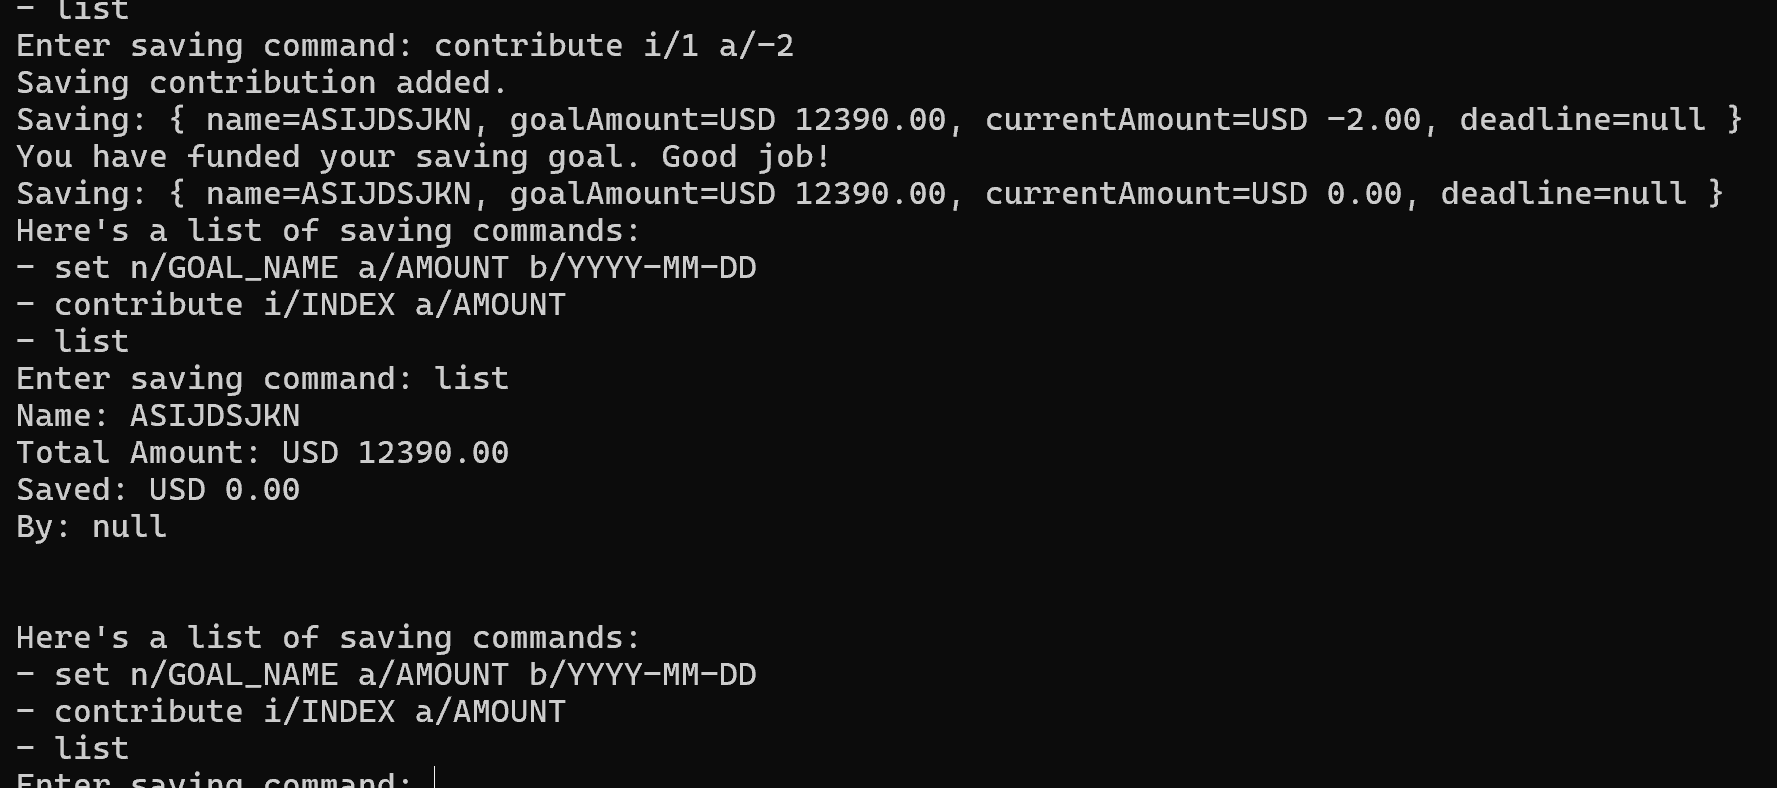 - list
Enter saving command: contribute i/1 a/-2
Saving contribution added.
Saving: { name=ASIJDSJKN, goalAmount=USD 12390.00, currentAmount=USD -2.00, deadline=null }
You have funded your saving goal. Good job!
Saving: { name=ASIJDSJKN, goalAmount=USD 12390.00, currentAmount=USD 0.00, deadline=null }
Here's a list of saving commands:
- set n/GOAL_NAME a/AMOUNT b/YYYY-MM-DD
- contribute i/INDEX a/AMOUNT
- list
Enter saving command: list
Name: ASIJDSJKN
Total Amount: USD 12390.00
Saved: USD 0.00
By: null
Here's a list of saving commands:
- set n/GOAL_NAME a/AMOUNT b/YYYY-MM-DD
- contribute i/INDEX a/AMOUNT
- list
Enter saving command: